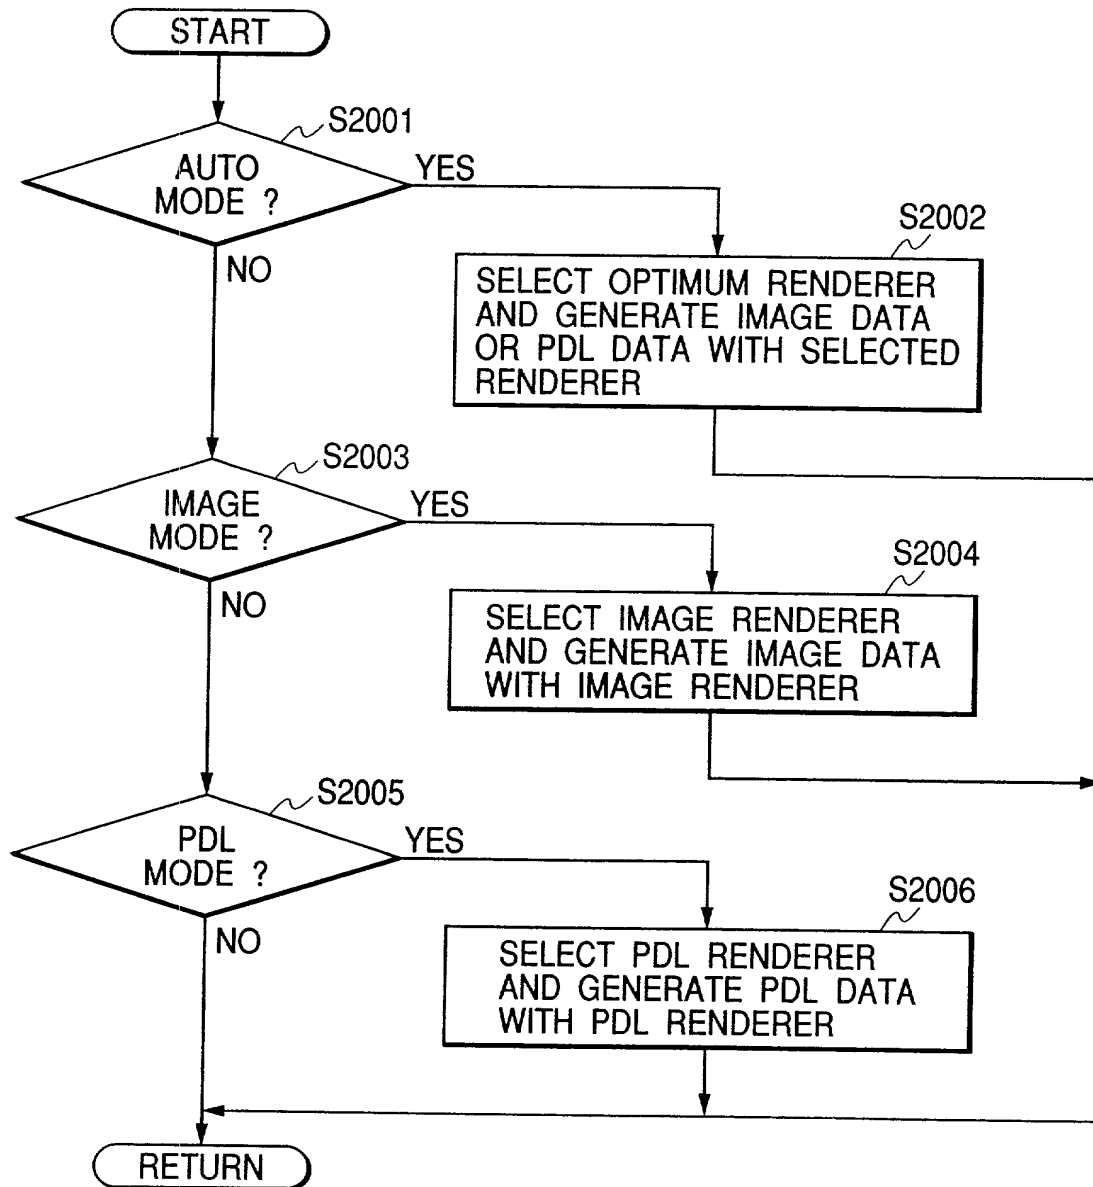 START
S2001
AUTO
MODE ?
YES
NO
S2002
SELECT OPTIMUM RENDERER
AND GENERATE IMAGE DATA
OR PDL DATA WITH SELECTED
RENDERER
S2003
IMAGE
MODE ?
YES
NO
S2004
SELECT IMAGE RENDERER
AND GENERATE IMAGE DATA
WITH IMAGE RENDERER
S2005
PDL
MODE ?
YES
NO
S2006
SELECT PDL RENDERER
AND GENERATE PDL DATA
WITH PDL RENDERER
RETURN